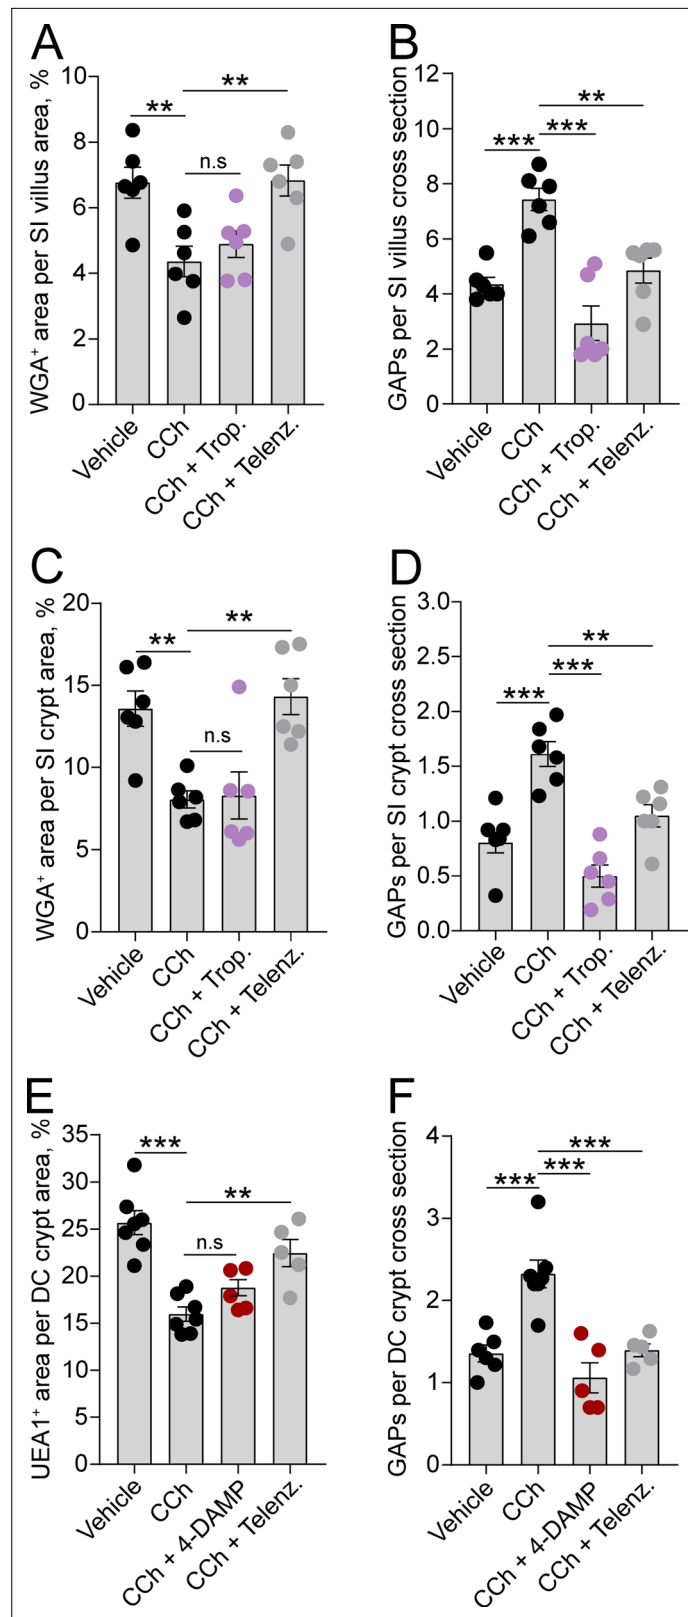 A
WGA⁺ area per SI villus area, %
10
8
6
4
2
0
**
**
n.s
Vehicle
CCh
CCh + Trop.
CCh + Telenz.
B
GAPs per SI villus cross section
12
10
8
6
4
2
0
**
***
***
Vehicle
CCh
CCh + Trop.
CCh + Telenz.
C
WGA⁺ area per SI crypt area, %
20
15
10
5
0
**
**
n.s
Vehicle
CCh
CCh + Trop.
CCh + Telenz.
D
GAPs per SI crypt cross section
3.0
2.5
2.0
1.5
1.0
0.5
0.0
**
***
***
Vehicle
CCh
CCh + Trop.
CCh + Telenz.
E
UEA1⁺ area per DC crypt area, %
35
30
25
20
15
10
5
0
***
**
n.s
Vehicle
CCh
CCh + 4-DAMP
CCh + Telenz.
F
GAPs per DC crypt cross section
4
3
2
1
0
***
***
***
Vehicle
CCh
CCh + 4-DAMP
CCh + Telenz.